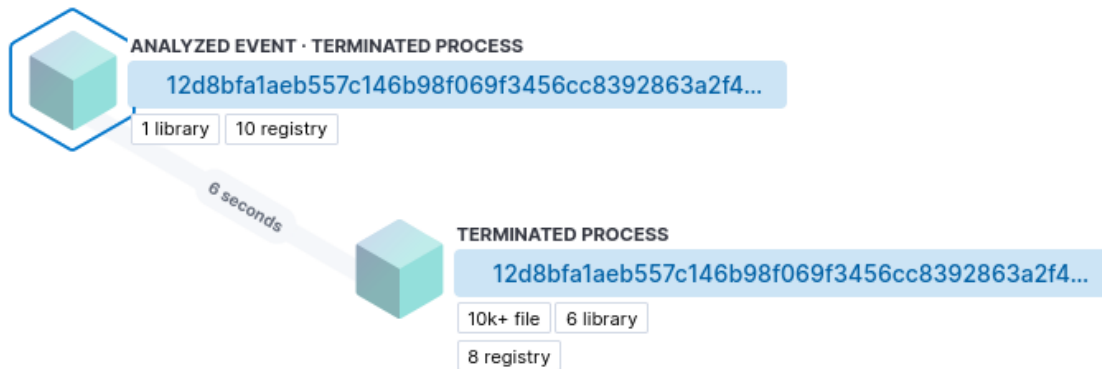 ANALYZED EVENT · TERMINATED PROCESS
12d8bfa1aeb557c146b98f069f3456cc8392863a2f4...
1 library
10 registry
6 seconds
TERMINATED PROCESS
12d8bfa1aeb557c146b98f069f3456cc8392863a2f4...
10k+ file
6 library
8 registry